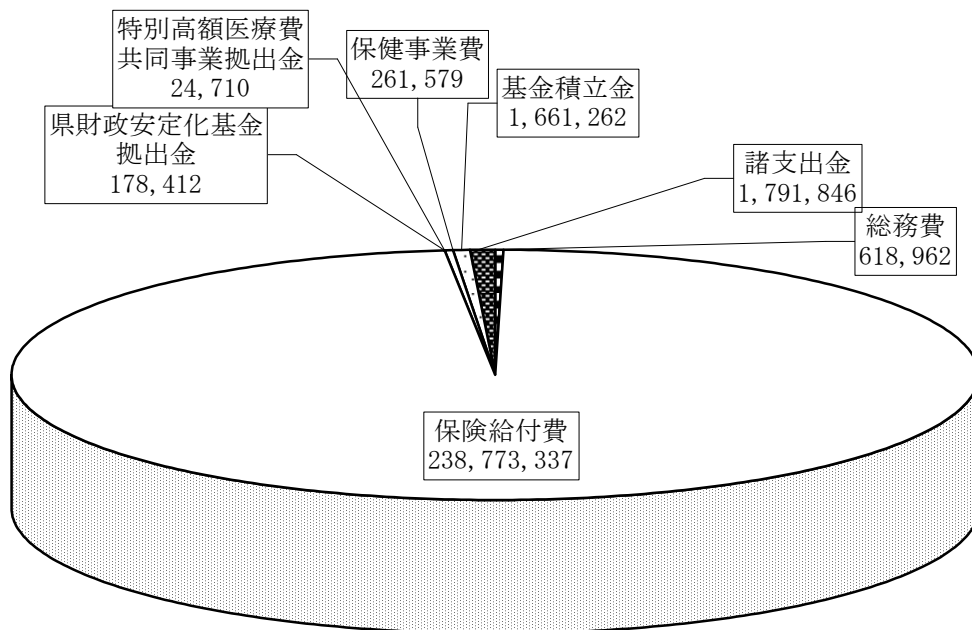 特別高額医療費
共同事業拠出金
24,710
保健事業費
261,579
基金積立金
1,661,262
県財政安定化基金
拠出金
178,412
諸支出金
1,791,846
総務費
618,962
保険給付費
238,773,337